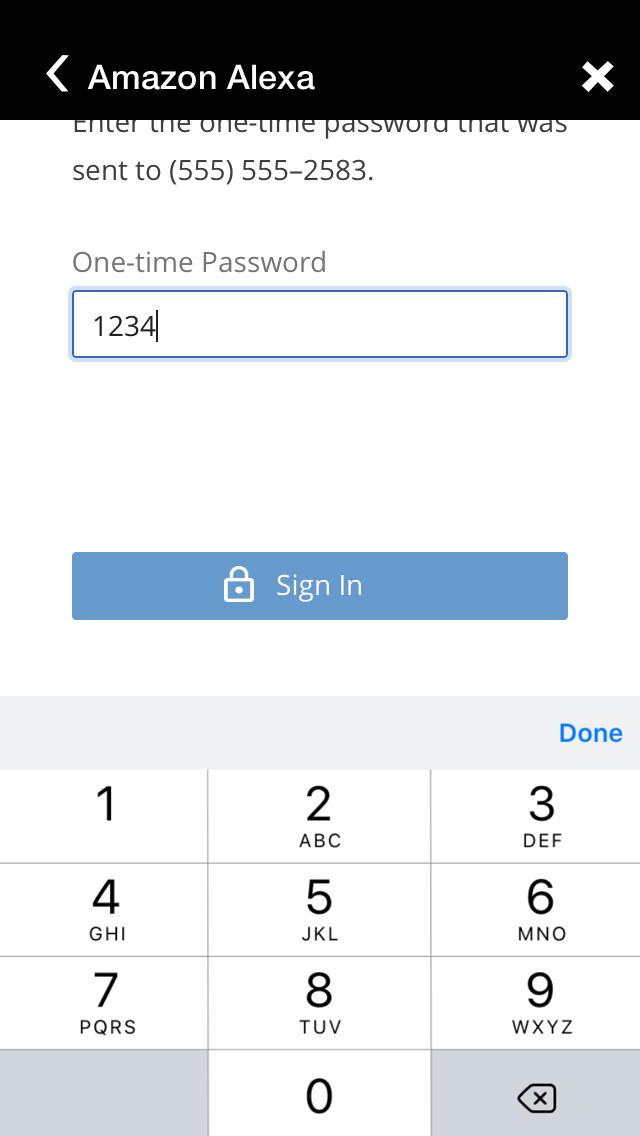 Amazon Alexa
Enter the one-time password that was
sent to (555) 555–2583.
One-time Password
1234
Sign In
Done
1
2
ABC
3
DEF
4
GHI
5
JKL
6
MNO
7
PQRS
8
TUV
9
WXYZ
0